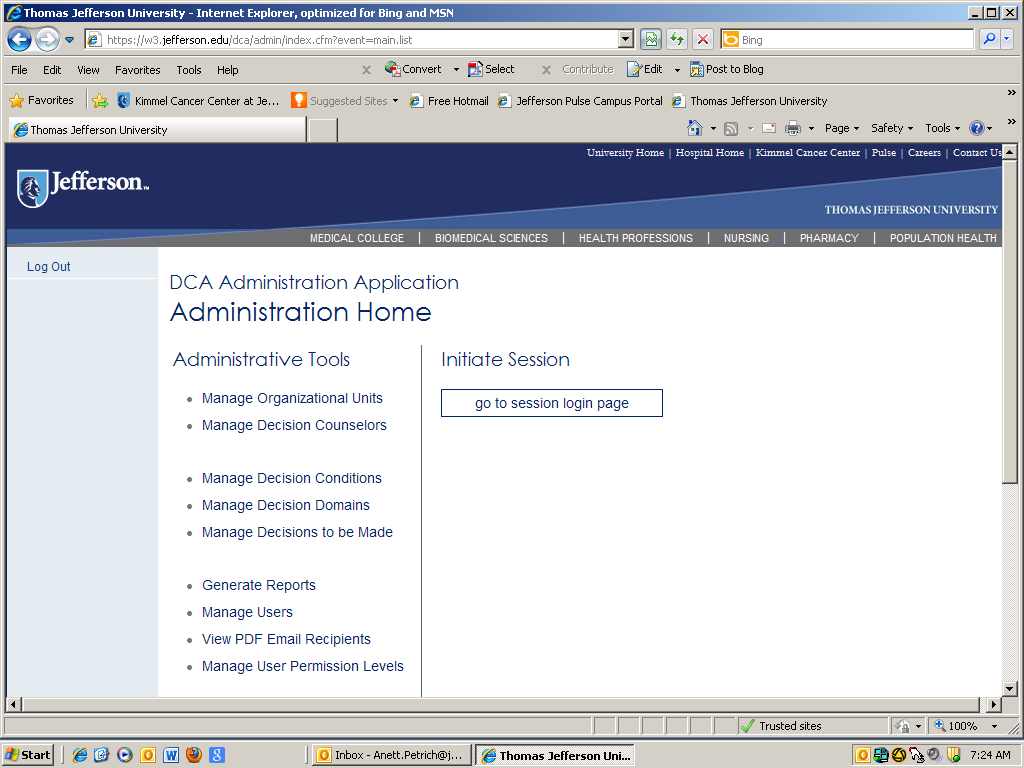 Thomas Jefferson University - Internet Explorer, optimized for Bing and MSN
https://w3.jefferson.edu/dca/admin/index.cfm?event=main.list
Bing
File Edit View Favorites Tools Help x Convert Select x Contribute Edit Post to Blog
Favorites Kimmel Cancer Center at Je... Suggested Sites Free Hotmail Jefferson Pulse Campus Portal Thomas Jefferson University »
Thomas Jefferson University
Page Safety Tools »
University Home | Hospital Home | Kimmel Cancer Center | Pulse | Careers | Contact Us
Jefferson™
THOMAS JEFFERSON UNIVERSITY
MEDICAL COLLEGE | BIOMEDICAL SCIENCES | HEALTH PROFESSIONS | NURSING | PHARMACY | POPULATION HEALTH
Log Out
DCA Administration Application
Administration Home
Administrative Tools
• Manage Organizational Units
• Manage Decision Counselors
• Manage Decision Conditions
• Manage Decision Domains
• Manage Decisions to be Made
• Generate Reports
• Manage Users
• View PDF Email Recipients
• Manage User Permission Levels
Initiate Session
go to session login page
Trusted sites
100%
Start
Inbox - Anett.Petrich@j...
Thomas Jefferson Uni...
7:24 AM